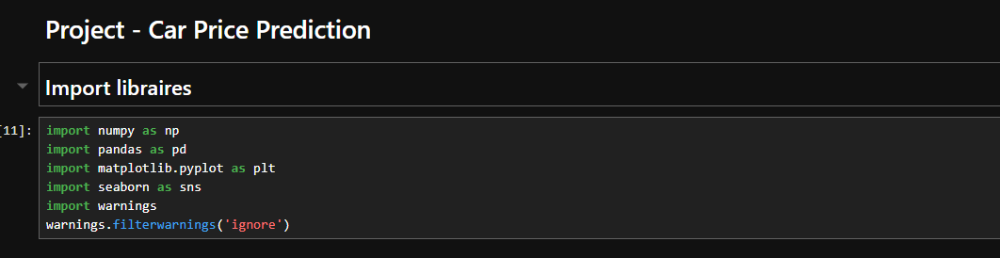 Project - Car Price Prediction
Import libraires
[11]:
import numpy as np
import pandas as pd
import matplotlib.pyplot as plt
import seaborn as sns
import warnings
warnings.filterwarnings('ignore')